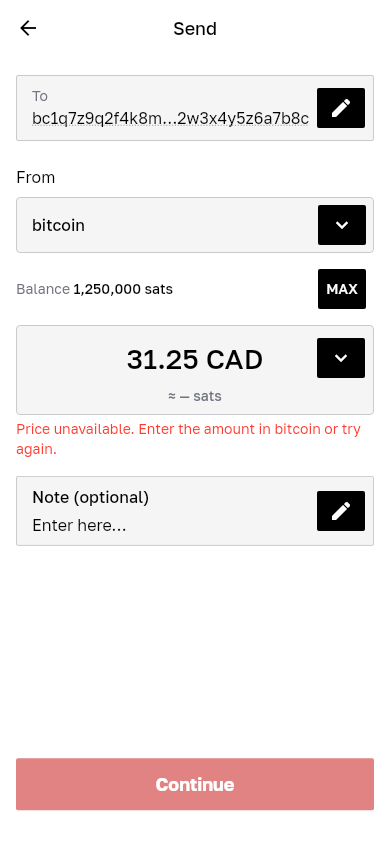 Send
To
bc1q7z9q2f4k8m...2w3x4y5z6a7b8c
From
bitcoin
Balance 1,250,000 sats
MAX
31.25 CAD
≈ — sats
Price unavailable. Enter the amount in bitcoin or try
again.
Note (optional)
Enter here...
Continue